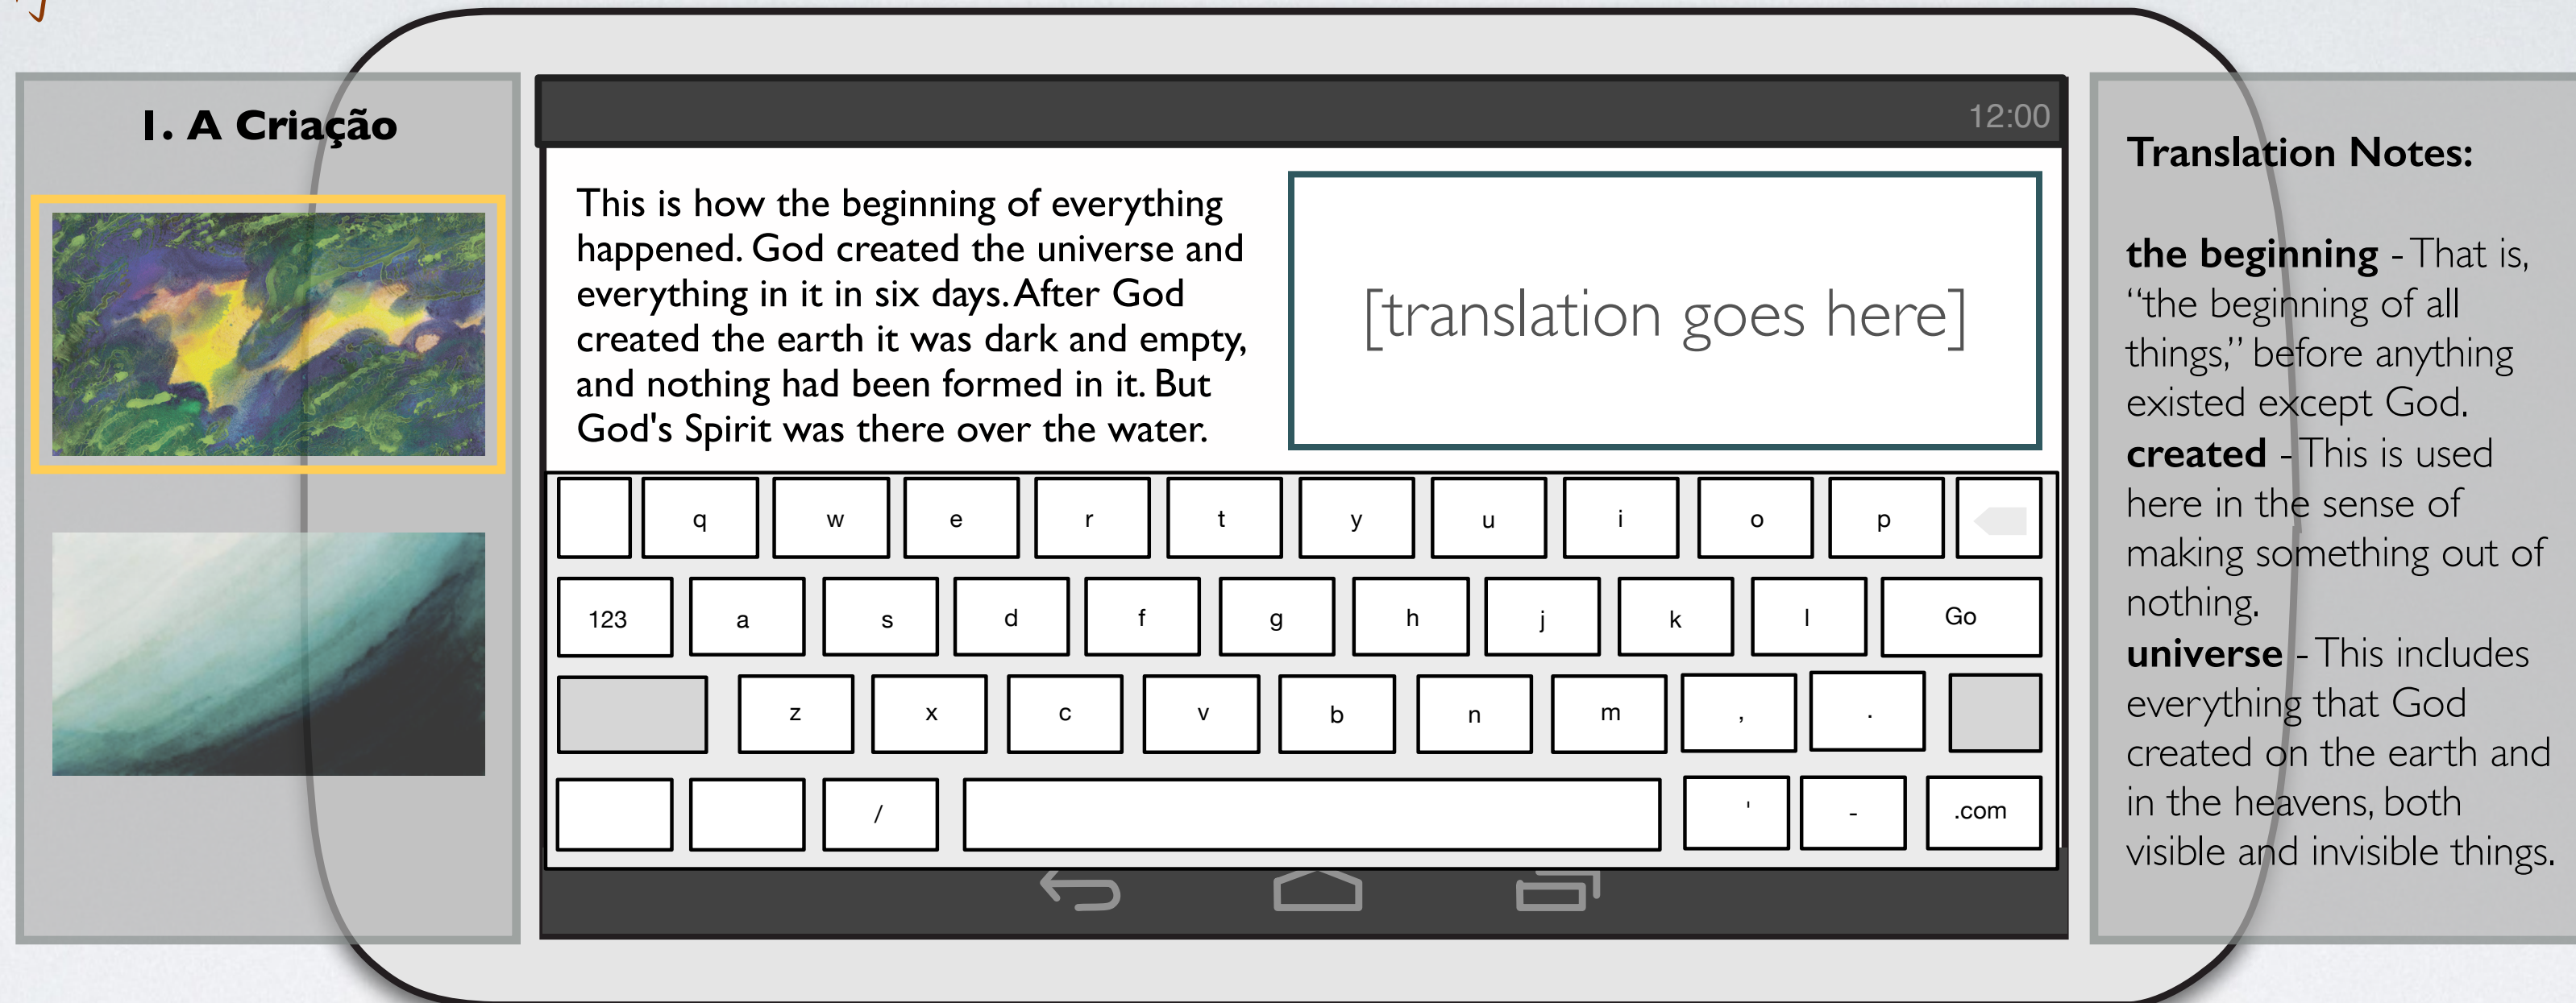 1. A Criação
12:00
This is how the beginning of everything
happened. God created the universe and
everything in it in six days. After God
created the earth it was dark and empty,
and nothing had been formed in it. But
God's Spirit was there over the water.
[translation goes here]
q w e r t y u i o p
123 a s d f g h j k l Go
z x c v b n m , .
/ ' - .com
Translation Notes:
the beginning - That is,
“the beginning of all
things,” before anything
existed except God.
created - This is used
here in the sense of
making something out of
nothing.
universe - This includes
everything that God
created on the earth and
in the heavens, both
visible and invisible things.